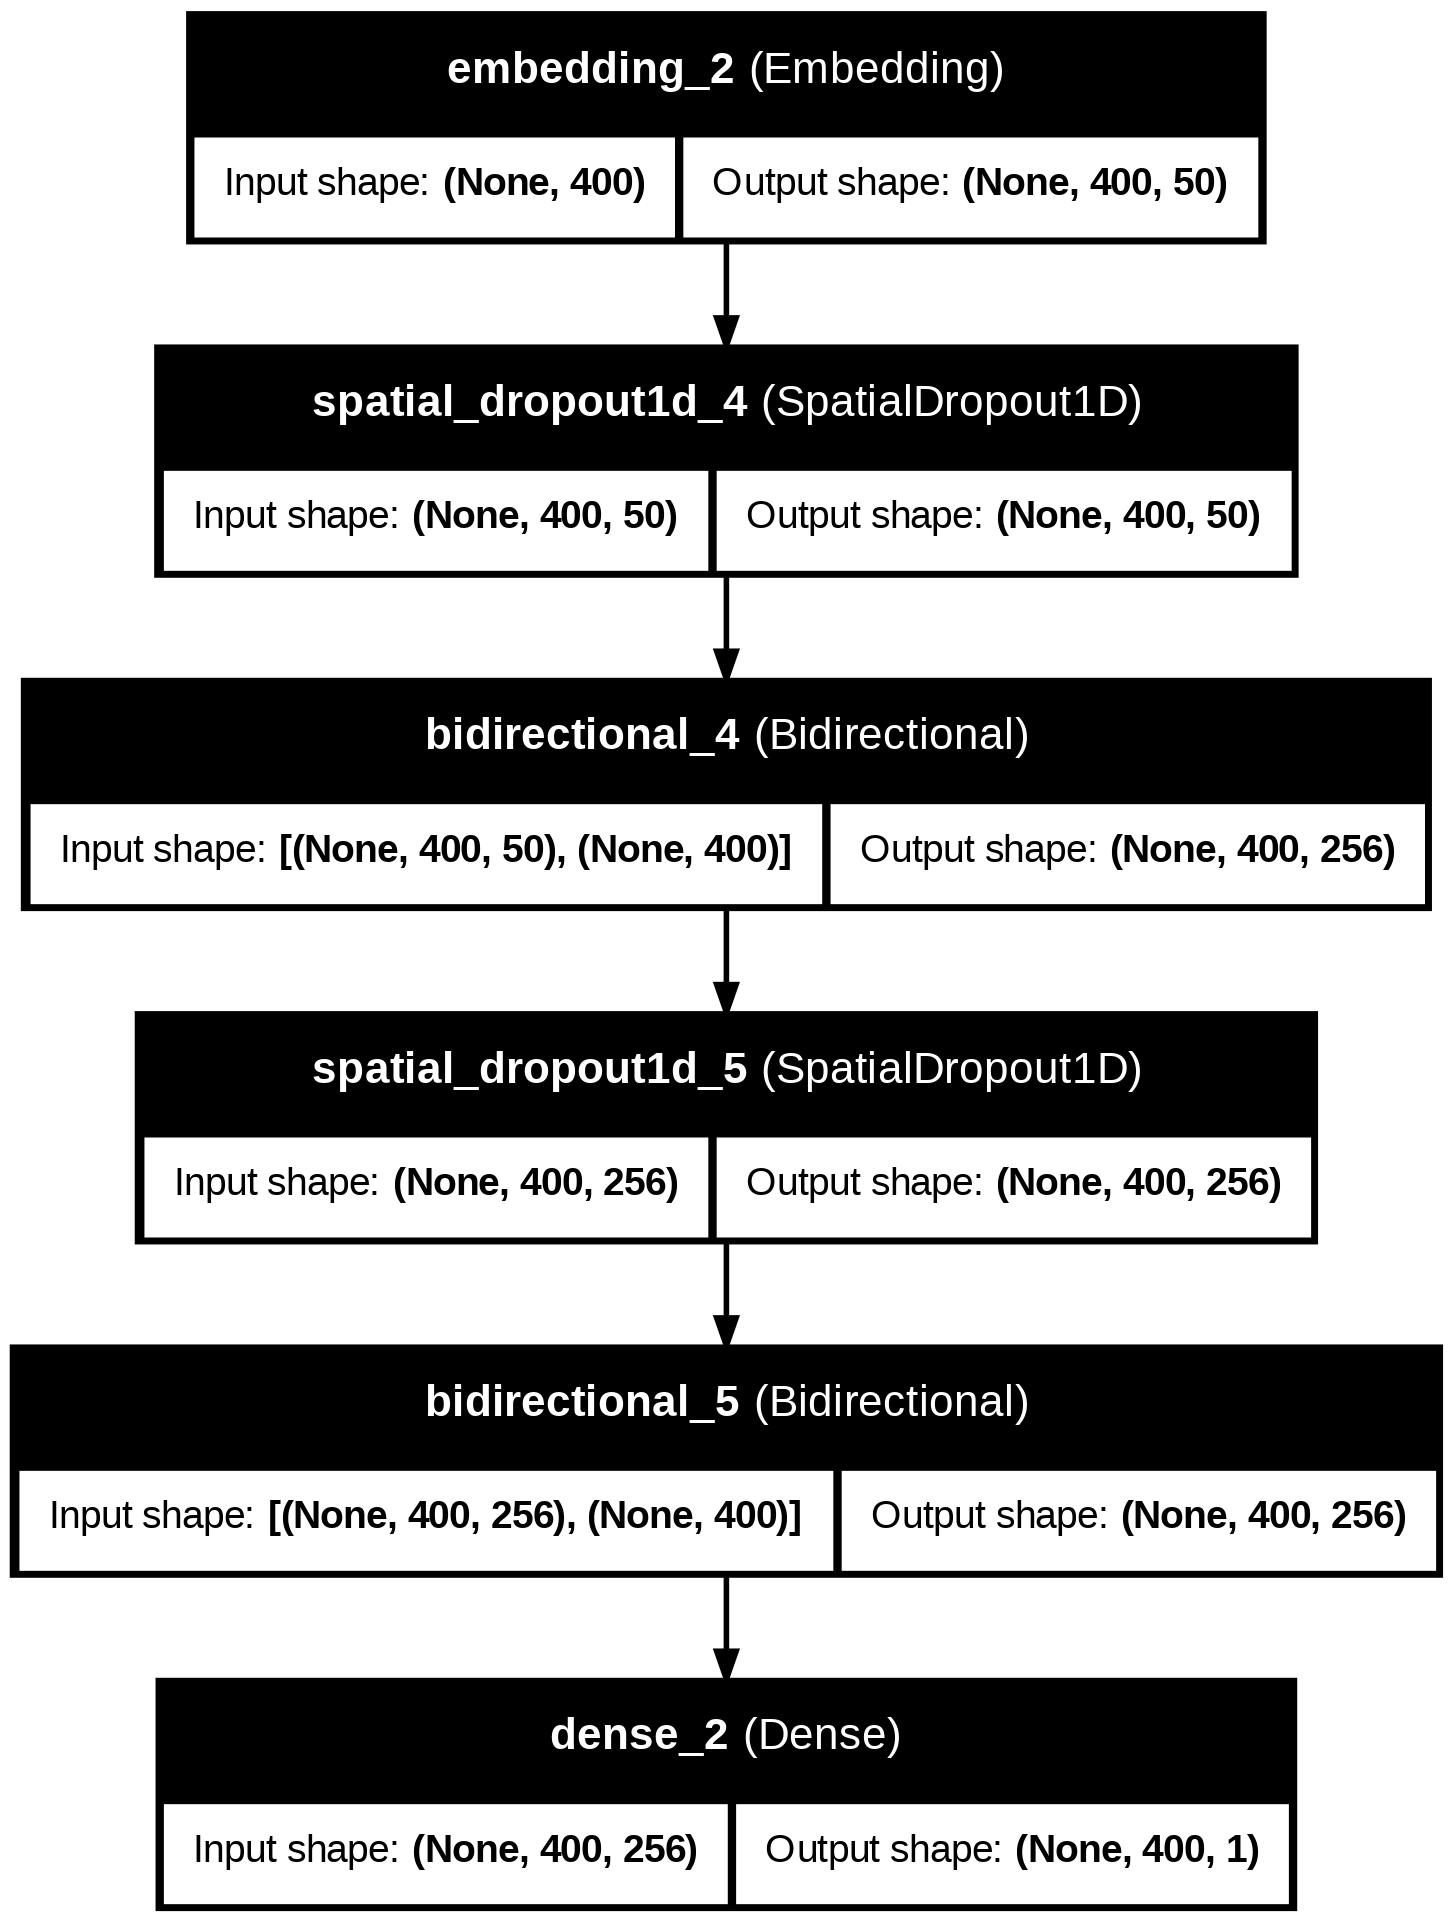 embedding_2 (Embedding)
Input shape: (None, 400)
Output shape: (None, 400, 50)
spatial_dropout1d_4 (SpatialDropout1D)
Input shape: (None, 400, 50)
Output shape: (None, 400, 50)
bidirectional_4 (Bidirectional)
Input shape: [(None, 400, 50), (None, 400)]
Output shape: (None, 400, 256)
spatial_dropout1d_5 (SpatialDropout1D)
Input shape: (None, 400, 256)
Output shape: (None, 400, 256)
bidirectional_5 (Bidirectional)
Input shape: [(None, 400, 256), (None, 400)]
Output shape: (None, 400, 256)
dense_2 (Dense)
Input shape: (None, 400, 256)
Output shape: (None, 400, 1)